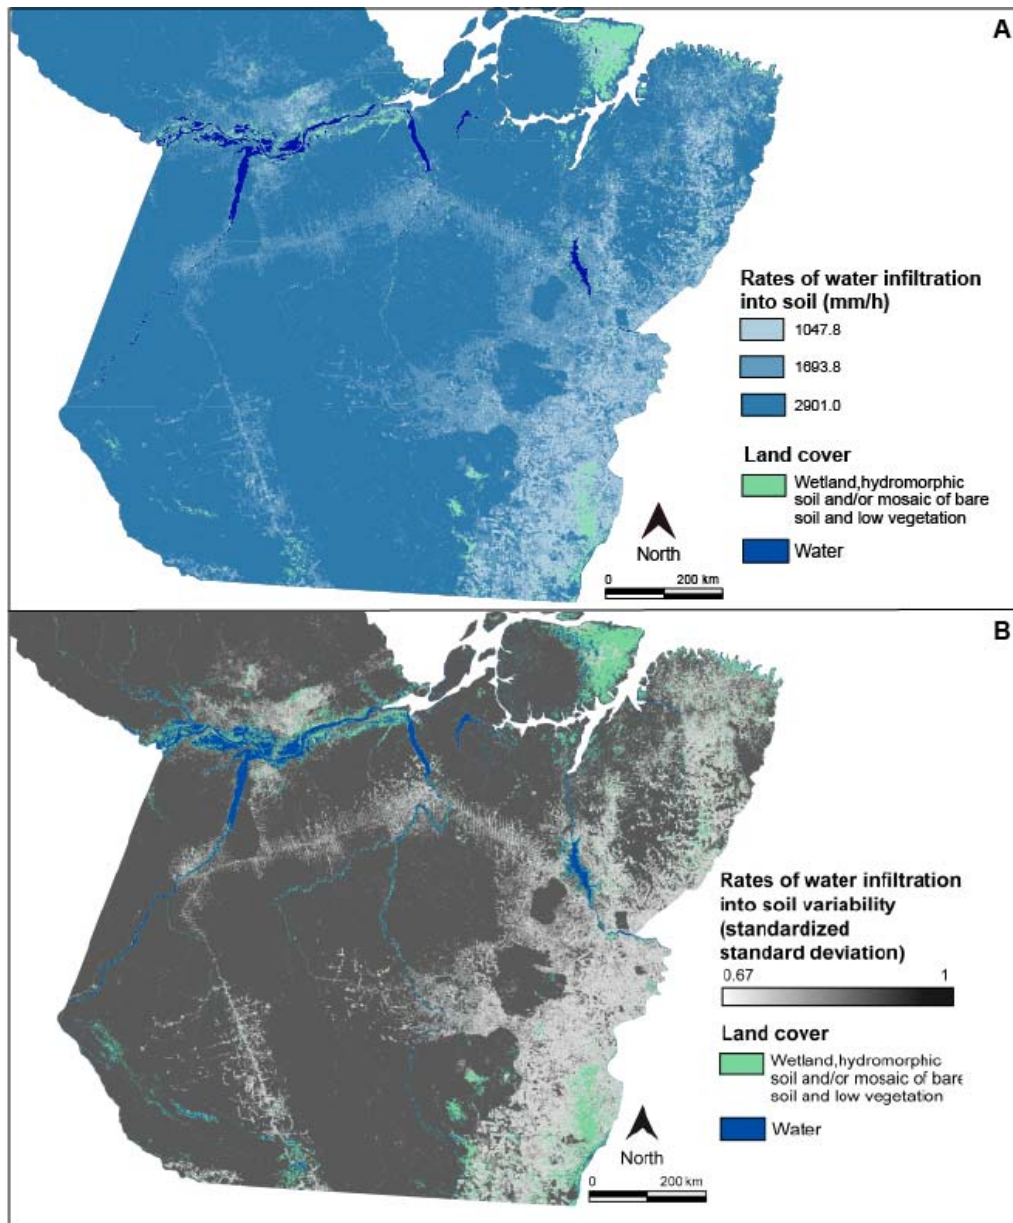 A
Rates of water infiltration
into soil (mm/h)
1047.8
1693.8
2901.0
Land cover
Wetland,hydromorphic
soil and/or mosaic of bare
soil and low vegetation
Water
North
0 200 km
B
Rates of water infiltration
into soil variability
(standardized
standard deviation)
0.67 1
Land cover
Wetland,hydromorphic
soil and/or mosaic of bare
soil and low vegetation
Water
North
0 200 km